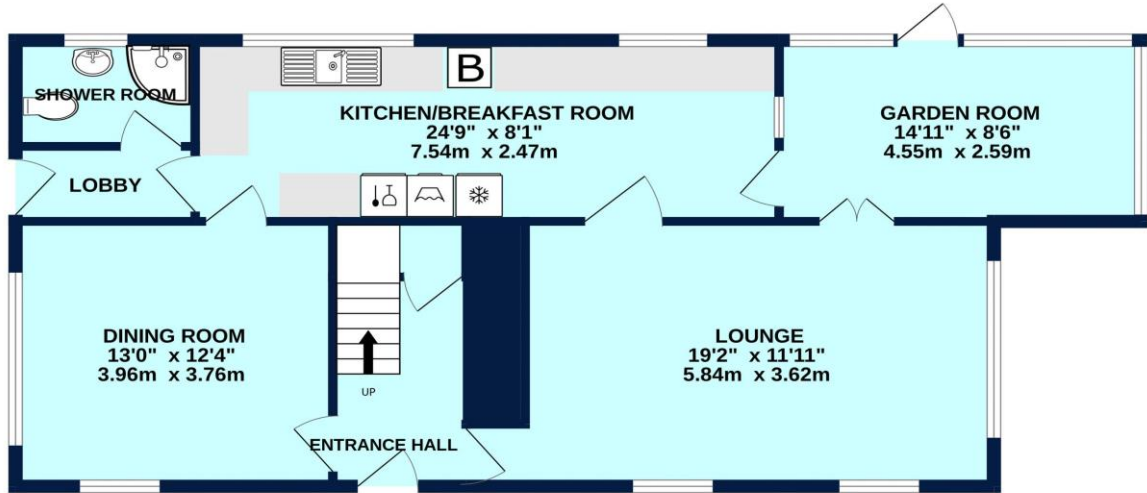 SHOWER ROOM
B
KITCHEN/BREAKFAST ROOM
24'9" x 8'1"
7.54m x 2.47m
GARDEN ROOM
14'11" x 8'6"
4.55m x 2.59m
LOBBY
DINING ROOM
13'0" x 12'4"
3.96m x 3.76m
UP
ENTRANCE HALL
LOUNGE
19'2" x 11'11"
5.84m x 3.62m